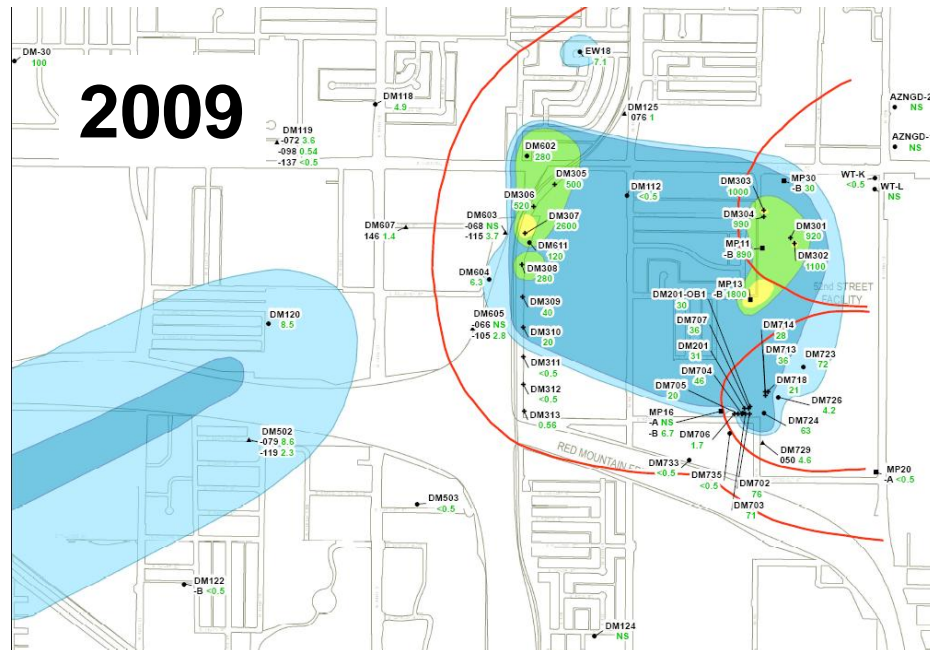 2009
DM-30
100
EW18
7.1
DM118
4.9
DM125
076 1
AZNGD-2
NS
AZNGD-
NS
DM119
-072 3.6
-098 0.54
-137 <0.5
DM602
280
DM305
500
DM306
520
DM307
2600
DM112
<0.5
DM303
1000
MP30
-B 30
WT-K
<0.5
WT-L
NS
DM607
146 1.4
DM603
-068 NS
-115 3.7
DM611
120
DM304
990
DM301
920
MP11
-B 890
DM302
1100
DM604
6.3
DM308
280
MP13
-B 1800
32nd STREET
FACILITY
DM120
8.5
DM605
-066 NS
-105 2.8
DM309
40
DM310
20
DM201-OB1
30
DM707
36
DM714
28
DM201
31
DM713
36
DM723
72
DM311
<0.5
DM704
46
DM705
20
DM718
21
DM312
<0.5
DM726
4.2
DM313
0.56
MP16
-A NS
-B 6.7
DM724
63
DM706
1.7
DM502
-079 8.6
-119 2.3
DM729
050 4.6
RED MOUNTAIN
DM733
<0.5
DM735
<0.5
DM702
76
MP20
-A <0.5
DM703
71
DM503
<0.5
DM122
-B <0.5
DM124
NS